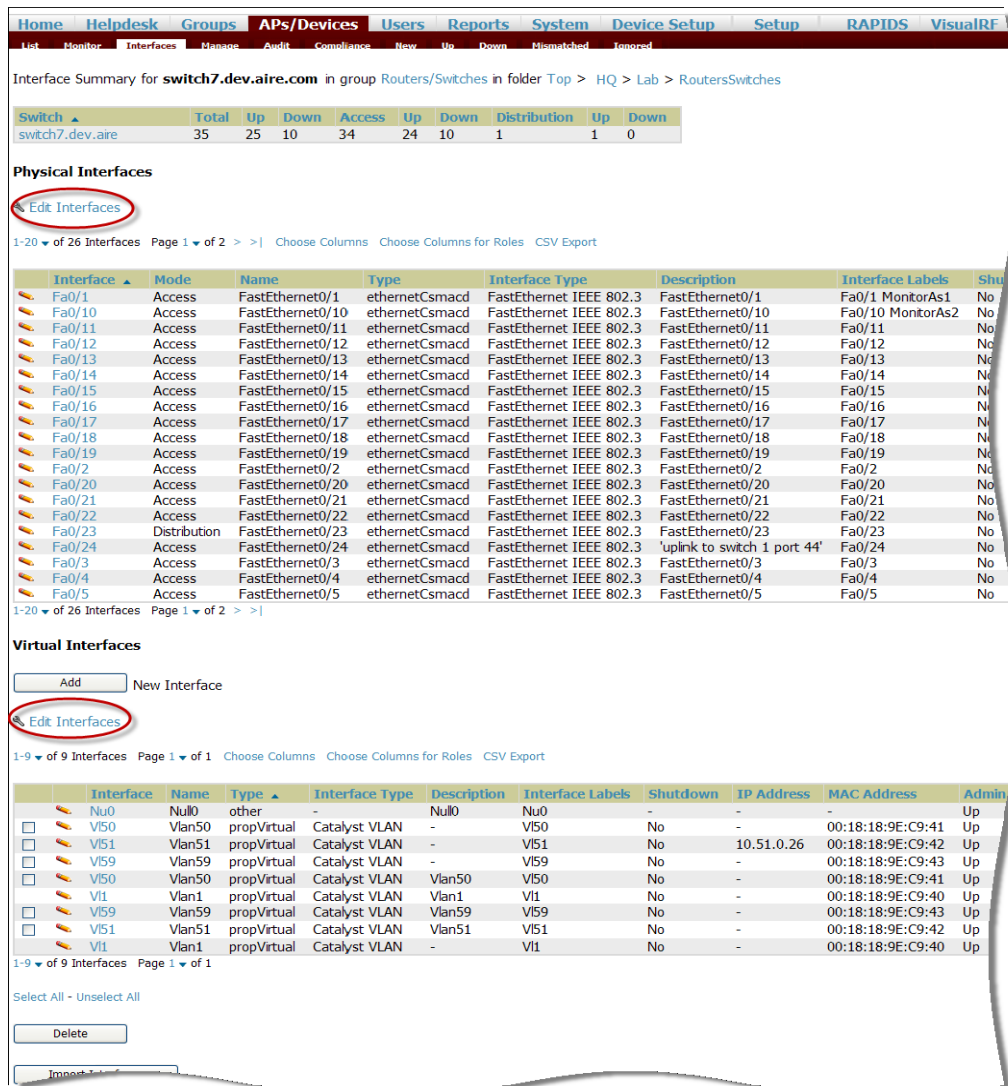 Home Helpdesk Groups APs/Devices Users Reports System Device Setup Setup RAPIDS VisualRF
List Monitor Interfaces Manage Audit Compliance New Up Down Mismatched Ignored
Interface Summary for switch7.dev.aire.com in group Routers/Switches in folder Top > HQ > Lab > RoutersSwitches
Switch Total Up Down Access Up Down Distribution Up Down
switch7.dev.aire 35 25 10 34 24 10 1 1 0
Physical Interfaces
Edit Interfaces
1-20 of 26 Interfaces Page 1 of 2 > >| Choose Columns Choose Columns for Roles CSV Export
Interface Mode Name Type Interface Type Description Interface Labels Shu
Fa0/1 Access FastEthernet0/1 ethernetCsmacd FastEthernet IEEE 802.3 FastEthernet0/1 Fa0/1 MonitorAs1 No
Fa0/10 Access FastEthernet0/10 ethernetCsmacd FastEthernet IEEE 802.3 FastEthernet0/10 Fa0/10 MonitorAs2 No
Fa0/11 Access FastEthernet0/11 ethernetCsmacd FastEthernet IEEE 802.3 FastEthernet0/11 Fa0/11 No
Fa0/12 Access FastEthernet0/12 ethernetCsmacd FastEthernet IEEE 802.3 FastEthernet0/12 Fa0/12 No
Fa0/13 Access FastEthernet0/13 ethernetCsmacd FastEthernet IEEE 802.3 FastEthernet0/13 Fa0/13 No
Fa0/14 Access FastEthernet0/14 ethernetCsmacd FastEthernet IEEE 802.3 FastEthernet0/14 Fa0/14 No
Fa0/15 Access FastEthernet0/15 ethernetCsmacd FastEthernet IEEE 802.3 FastEthernet0/15 Fa0/15 No
Fa0/16 Access FastEthernet0/16 ethernetCsmacd FastEthernet IEEE 802.3 FastEthernet0/16 Fa0/16 No
Fa0/17 Access FastEthernet0/17 ethernetCsmacd FastEthernet IEEE 802.3 FastEthernet0/17 Fa0/17 No
Fa0/18 Access FastEthernet0/18 ethernetCsmacd FastEthernet IEEE 802.3 FastEthernet0/18 Fa0/18 No
Fa0/19 Access FastEthernet0/19 ethernetCsmacd FastEthernet IEEE 802.3 FastEthernet0/19 Fa0/19 No
Fa0/2 Access FastEthernet0/2 ethernetCsmacd FastEthernet IEEE 802.3 FastEthernet0/2 Fa0/2 No
Fa0/20 Access FastEthernet0/20 ethernetCsmacd FastEthernet IEEE 802.3 FastEthernet0/20 Fa0/20 No
Fa0/21 Access FastEthernet0/21 ethernetCsmacd FastEthernet IEEE 802.3 FastEthernet0/21 Fa0/21 No
Fa0/22 Access FastEthernet0/22 ethernetCsmacd FastEthernet IEEE 802.3 FastEthernet0/22 Fa0/22 No
Fa0/23 Distribution FastEthernet0/23 ethernetCsmacd FastEthernet IEEE 802.3 FastEthernet0/23 Fa0/23 No
Fa0/24 Access FastEthernet0/24 ethernetCsmacd FastEthernet IEEE 802.3 'uplink to switch 1 port 44' Fa0/24 No
Fa0/3 Access FastEthernet0/3 ethernetCsmacd FastEthernet IEEE 802.3 FastEthernet0/3 Fa0/3 No
Fa0/4 Access FastEthernet0/4 ethernetCsmacd FastEthernet IEEE 802.3 FastEthernet0/4 Fa0/4 No
Fa0/5 Access FastEthernet0/5 ethernetCsmacd FastEthernet IEEE 802.3 FastEthernet0/5 Fa0/5 No
1-20 of 26 Interfaces Page 1 of 2 > >|
Virtual Interfaces
Add New Interface
Edit Interfaces
1-9 of 9 Interfaces Page 1 of 1 Choose Columns Choose Columns for Roles CSV Export
Interface Name Type Interface Type Description Interface Labels Shutdown IP Address MAC Address Admin
Nu0 Null0 other - Null0 Nu0 - - - Up
Vl50 Vlan50 propVirtual Catalyst VLAN - Vl50 No - 00:18:18:9E:C9:41 Up
Vl51 Vlan51 propVirtual Catalyst VLAN - Vl51 No 10.51.0.26 00:18:18:9E:C9:42 Up
Vl59 Vlan59 propVirtual Catalyst VLAN - Vl59 No - 00:18:18:9E:C9:43 Up
Vl50 Vlan50 propVirtual Catalyst VLAN Vlan50 Vl50 No - 00:18:18:9E:C9:41 Up
Vl1 Vlan1 propVirtual Catalyst VLAN Vlan1 Vl1 No - 00:18:18:9E:C9:40 Up
Vl59 Vlan59 propVirtual Catalyst VLAN Vlan59 Vl59 No - 00:18:18:9E:C9:43 Up
Vl51 Vlan51 propVirtual Catalyst VLAN Vlan51 Vl51 No - 00:18:18:9E:C9:42 Up
Vl1 Vlan1 propVirtual Catalyst VLAN - Vl1 No - 00:18:18:9E:C9:40 Up
1-9 of 9 Interfaces Page 1 of 1
Select All - Unselect All
Delete